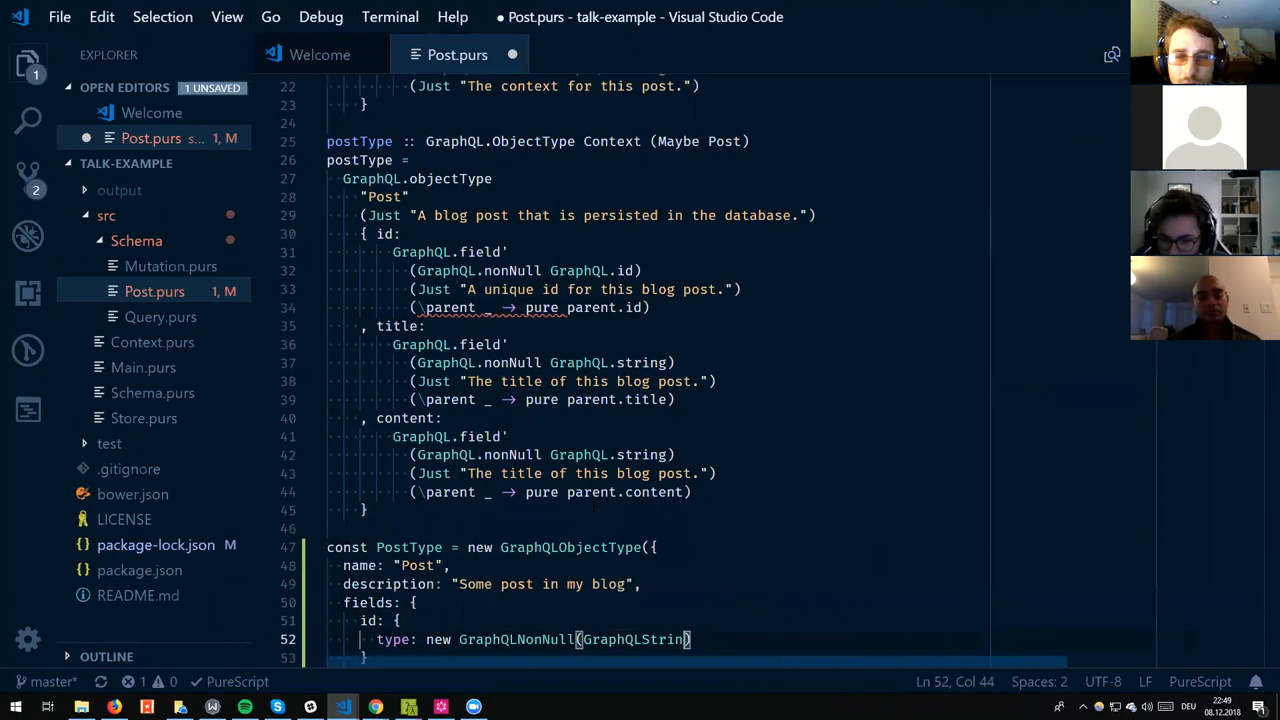 File Edit Selection View Go Debug Terminal Help
● Post.purs - talk-example - Visual Studio Code
EXPLORER
Welcome
Post.purs
1
OPEN EDITORS 1 UNSAVED
Welcome
Post.purs s... 1, M
TALK-EXAMPLE
2
output
src
Schema
Mutation.purs
Post.purs 1, M
Query.purs
Context.purs
Main.purs
Schema.purs
Store.purs
test
.gitignore
bower.json
LICENSE
package-lock.json M
package.json
README.md
OUTLINE
22 (Just "The context for this post.")
23 }
24
25 postType :: GraphQL.ObjectType Context (Maybe Post)
26 postType =
27 GraphQL.objectType
28 "Post"
29 (Just "A blog post that is persisted in the database.")
30 { id:
31 GraphQL.field'
32 (GraphQL.nonNull GraphQL.id)
33 (Just "A unique id for this blog post.")
34 (\parent _ → pure parent.id)
35 , title:
36 GraphQL.field'
37 (GraphQL.nonNull GraphQL.string)
38 (Just "The title of this blog post.")
39 (\parent _ → pure parent.title)
40 , content:
41 GraphQL.field'
42 (GraphQL.nonNull GraphQL.string)
43 (Just "The title of this blog post.")
44 (\parent _ → pure parent.content)
45 }
46
47 const PostType = new GraphQLObjectType({
48 name: "Post",
49 description: "Some post in my blog",
50 fields: {
51 id: {
52 type: new GraphQLNonNull(GraphQLStrin)
53 }
master* 1 0 PureScript
Ln 52, Col 44 Spaces: 2 UTF-8 LF PureScript
DEU 22:49
08.12.2018